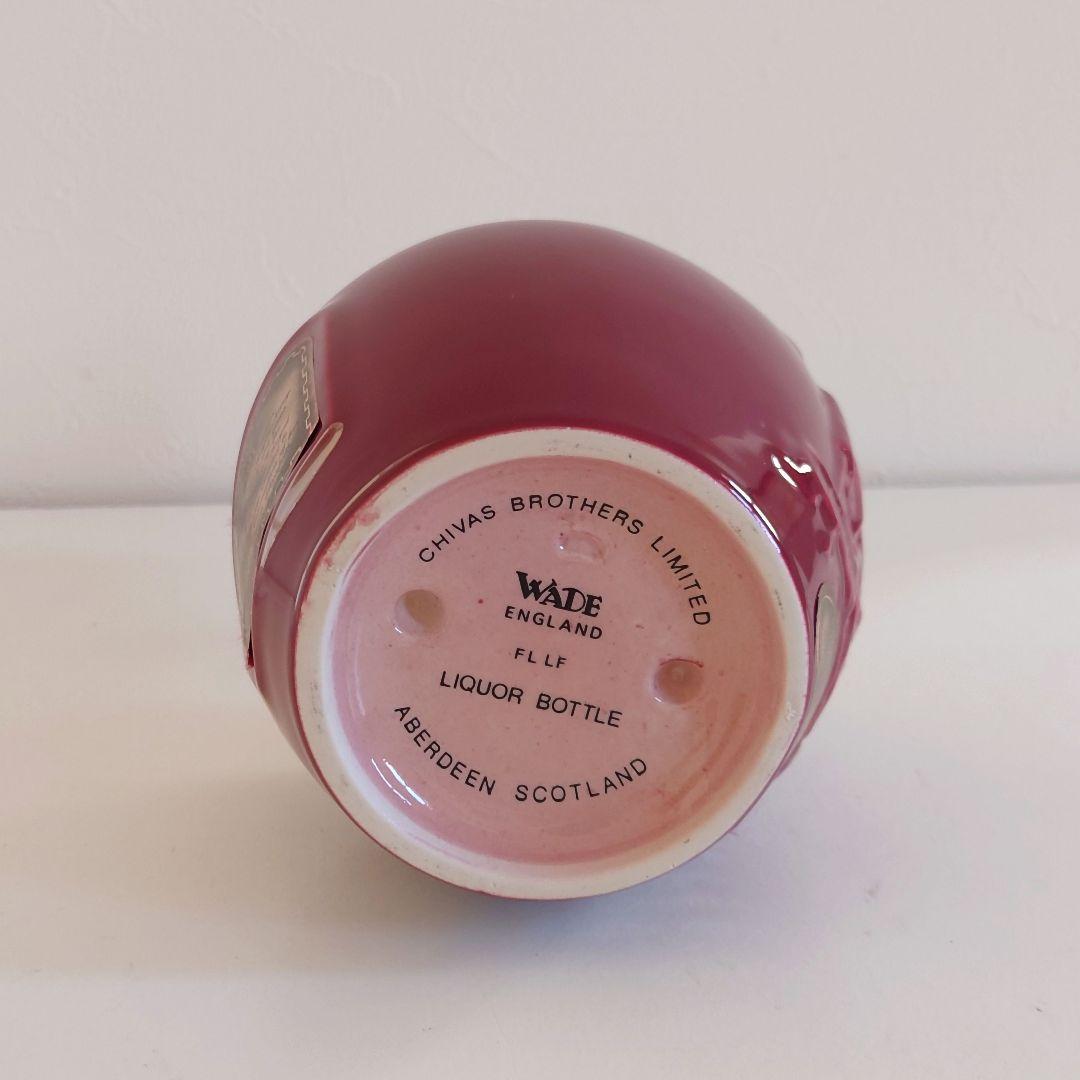 CHIVAS BROTHERS LIMITED
WADE
ENGLAND
FL LF
LIQUOR BOTTLE
ABERDEEN SCOTLAND